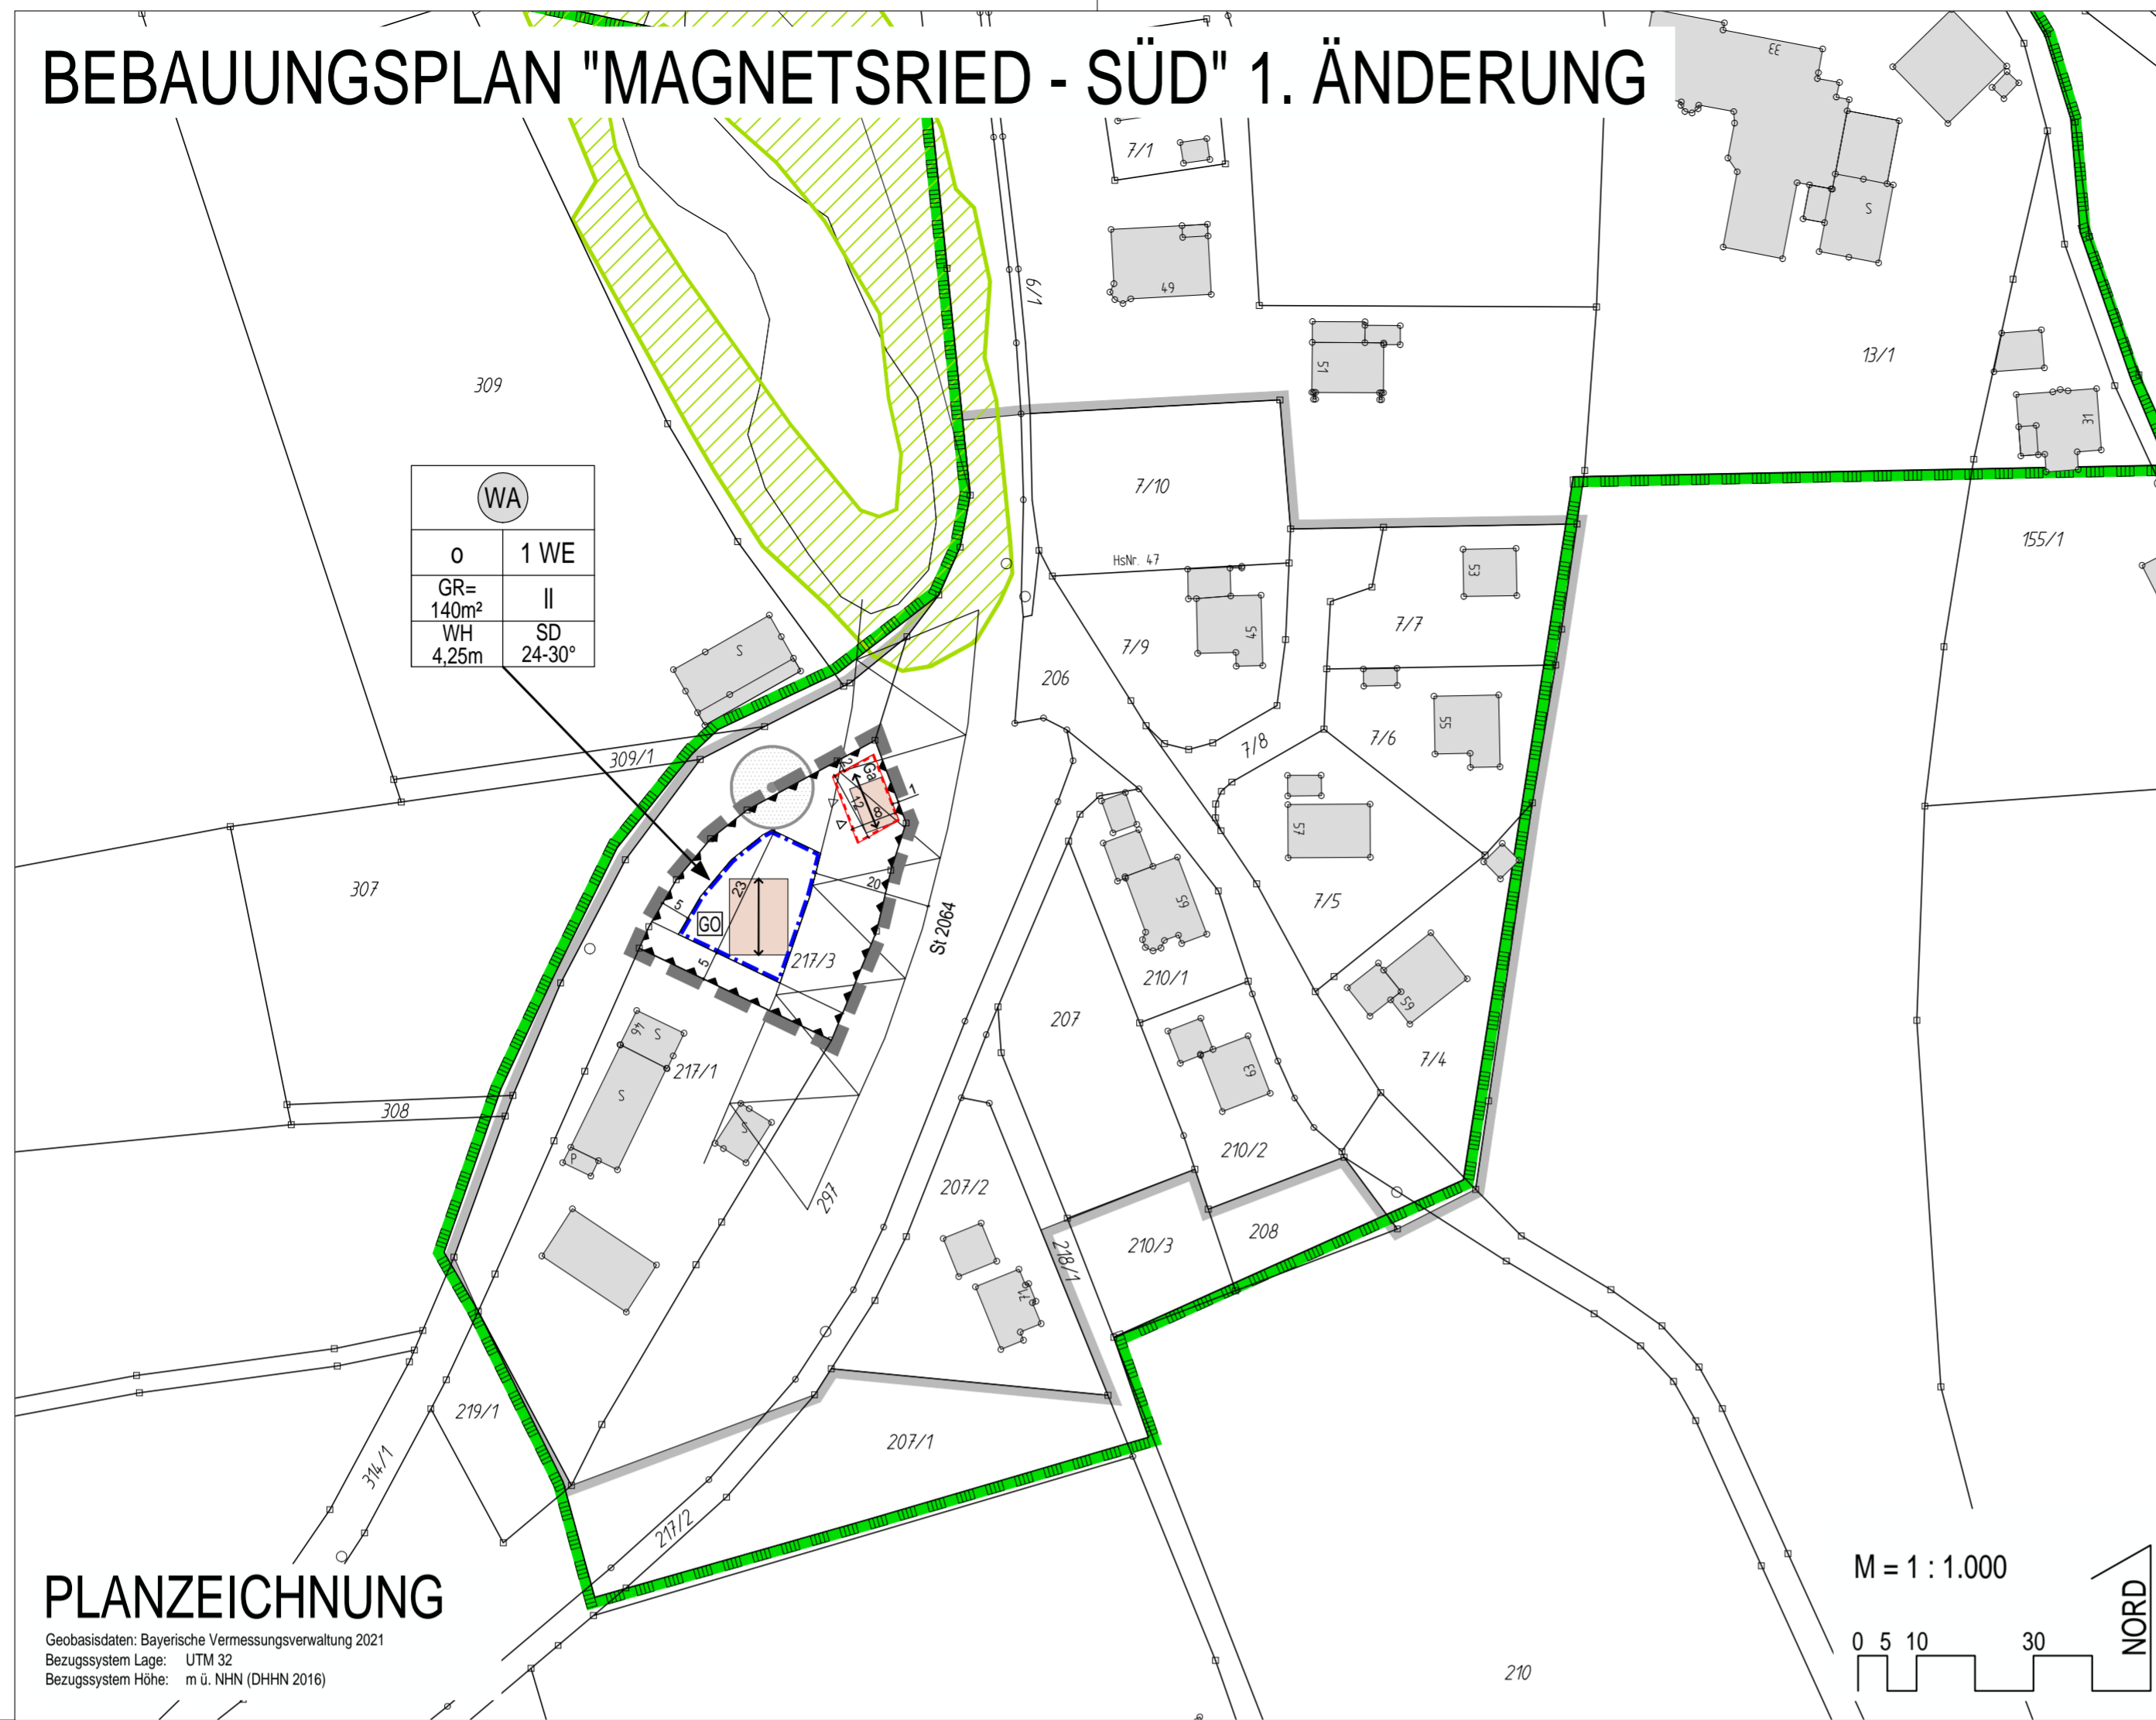 BEBAUUNGSPLAN "MAGNETSRIED - SÜD" 1. ÄNDERUNG
33
7/1
S
6/1
49
51
13/1
309
31
7/10
WA
o 1 WE
GR= 140m² II
WH 4,25m SD 24-30°
155/1
HsNr. 47
53
7/7
7/9
54
S
206
55
7/6
7/8
309/1
2
Ga
12
8
1
57
307
23
20
5
GO
5
217/3
St 2064
59
7/5
210/1
65
207
46
S
217/1
63
7/4
S
308
S
P
210/2
207/2
297
218/1
210/3
208
71
219/1
207/1
314/1
217/2
M = 1 : 1.000
PLANZEICHNUNG
NORD
Geobasisdaten: Bayerische Vermessungsverwaltung 2021
0 5 10 30
Bezugssystem Lage: UTM 32
Bezugssystem Höhe: m ü. NHN (DHHN 2016)
210